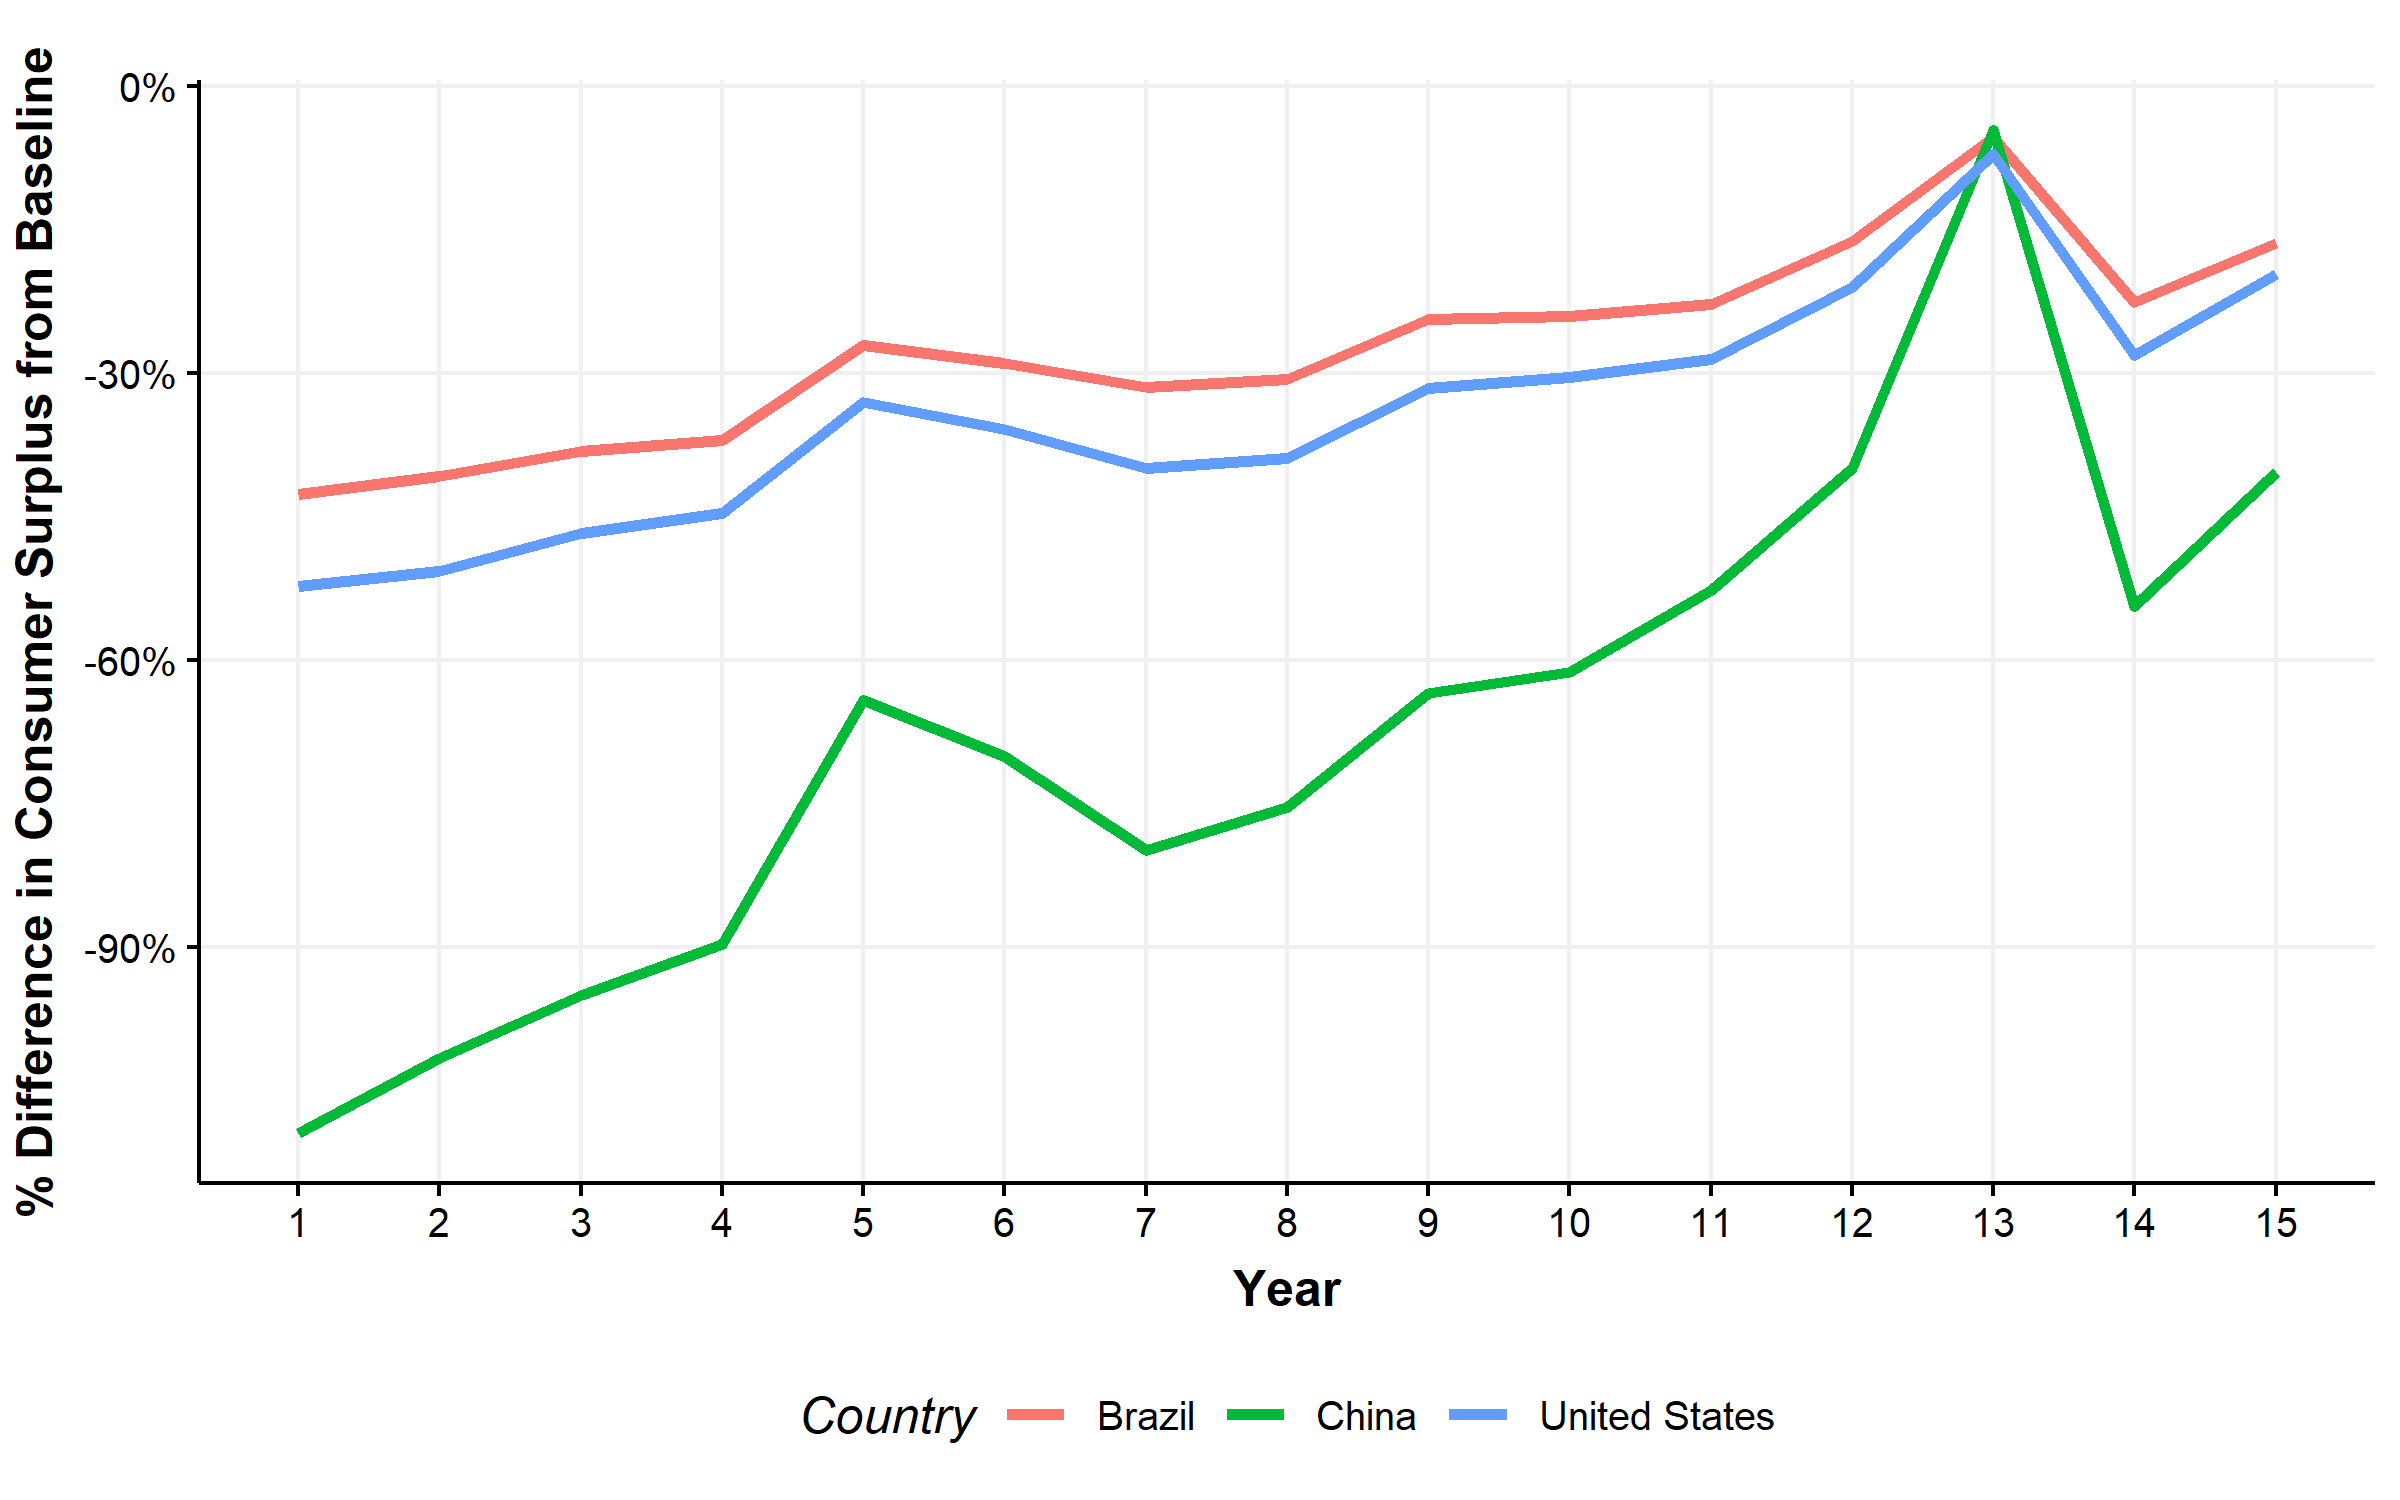 % Difference in Consumer Surplus from Baseline
0%
-30%
-60%
-90%
1 2 3 4 5 6 7 8 9 10 11 12 13 14 15
Year
Country Brazil China United States